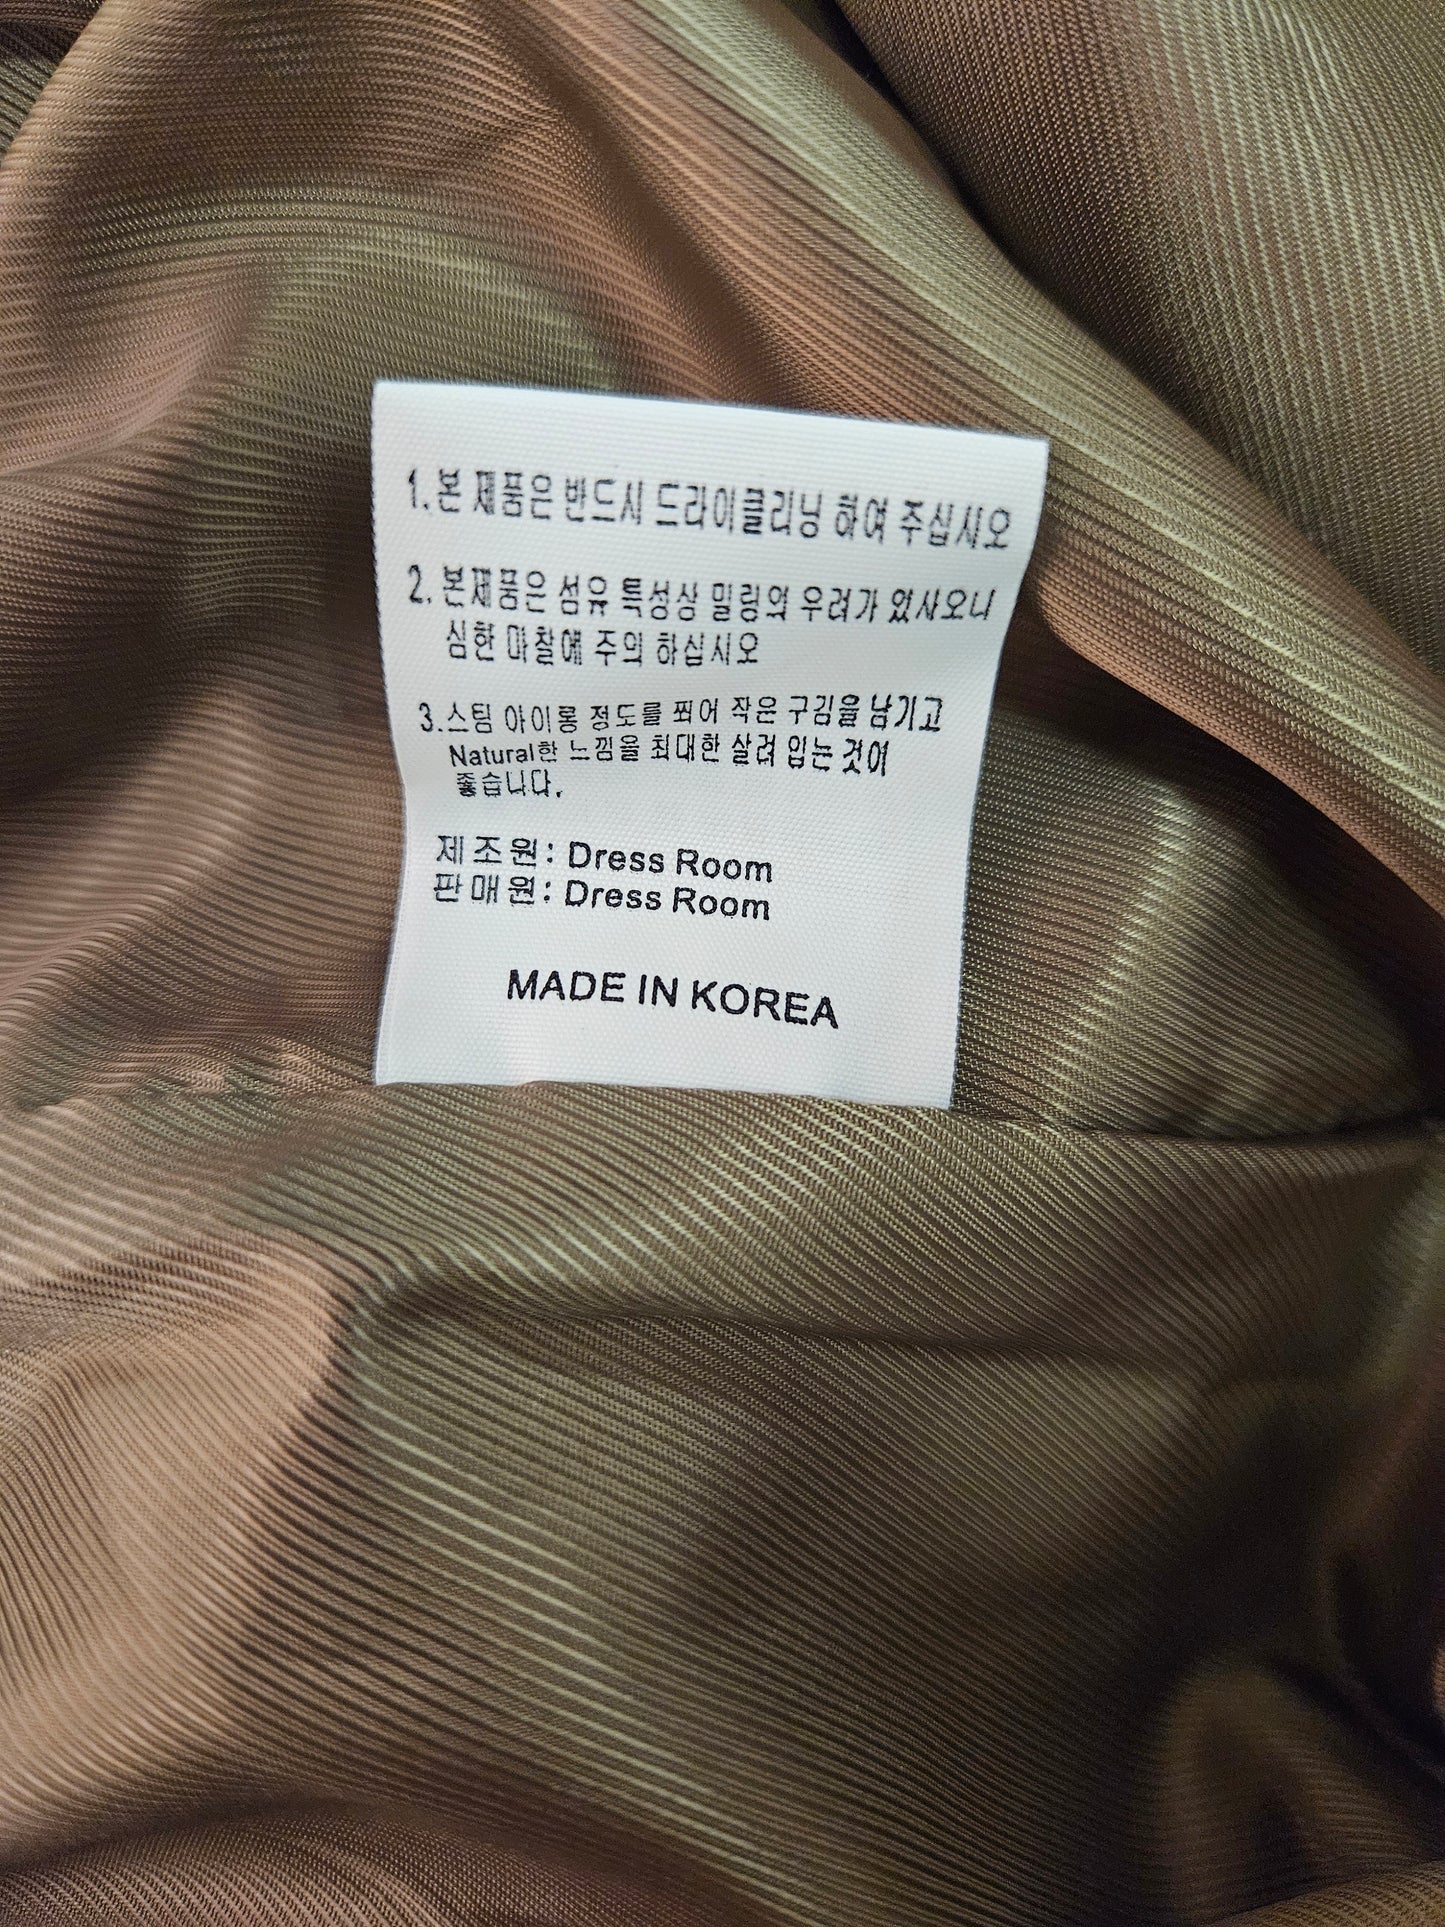 1. 본 제품은 반드시 드라이클리닝 하여 주십시오
2. 본제품은 섬유 특성상 밀링의 우려가 있사오니
심한 마찰에 주의 하십시오
3. 스팀 아이롱 정도를 찍어 작은 구김을 남기고
Natural한 느낌을 최대한 살려 입는 것이
좋습니다.
제조원: Dress Room
판매원: Dress Room
MADE IN KOREA